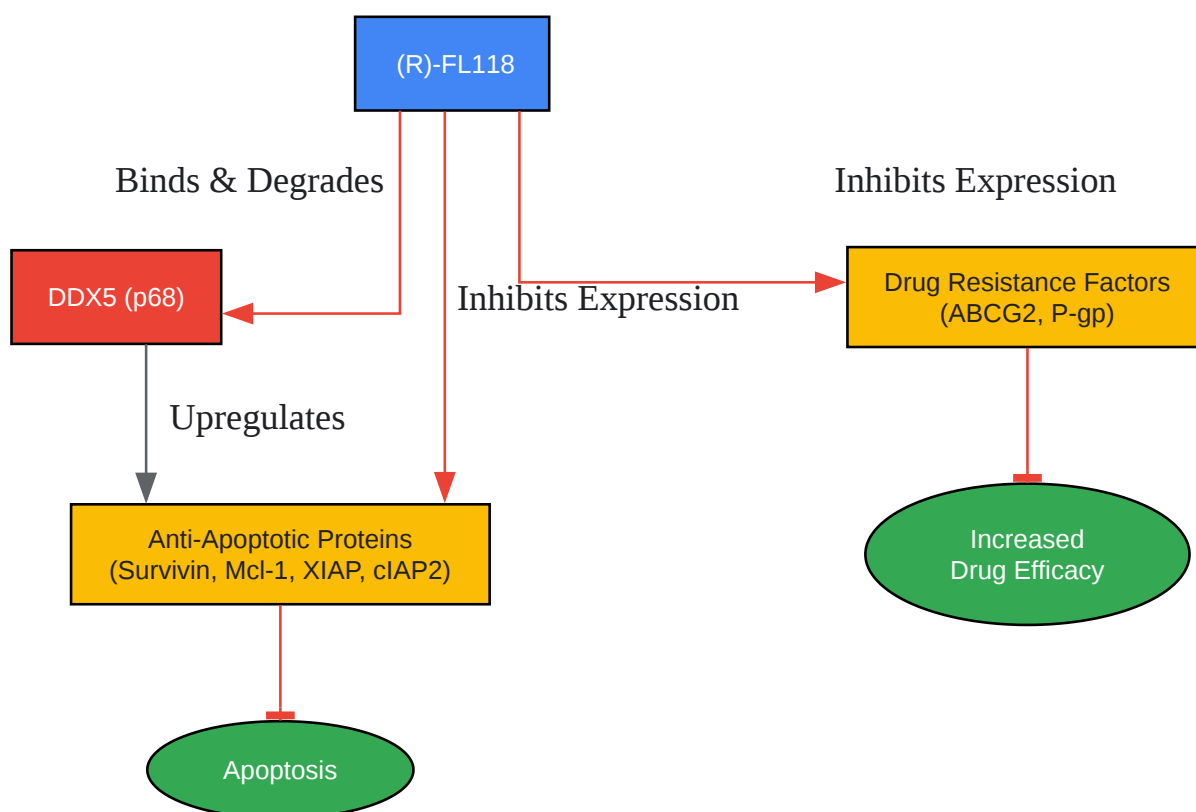 (R)-FL118
Binds & Degrades
Inhibits Expression
DDX5 (p68)
Inhibits Expression
Drug Resistance Factors
(ABCG2, P-gp)
Upregulates
Anti-Apoptotic Proteins
(Survivin, Mcl-1, XIAP, cIAP2)
Increased
Drug Efficacy
Apoptosis